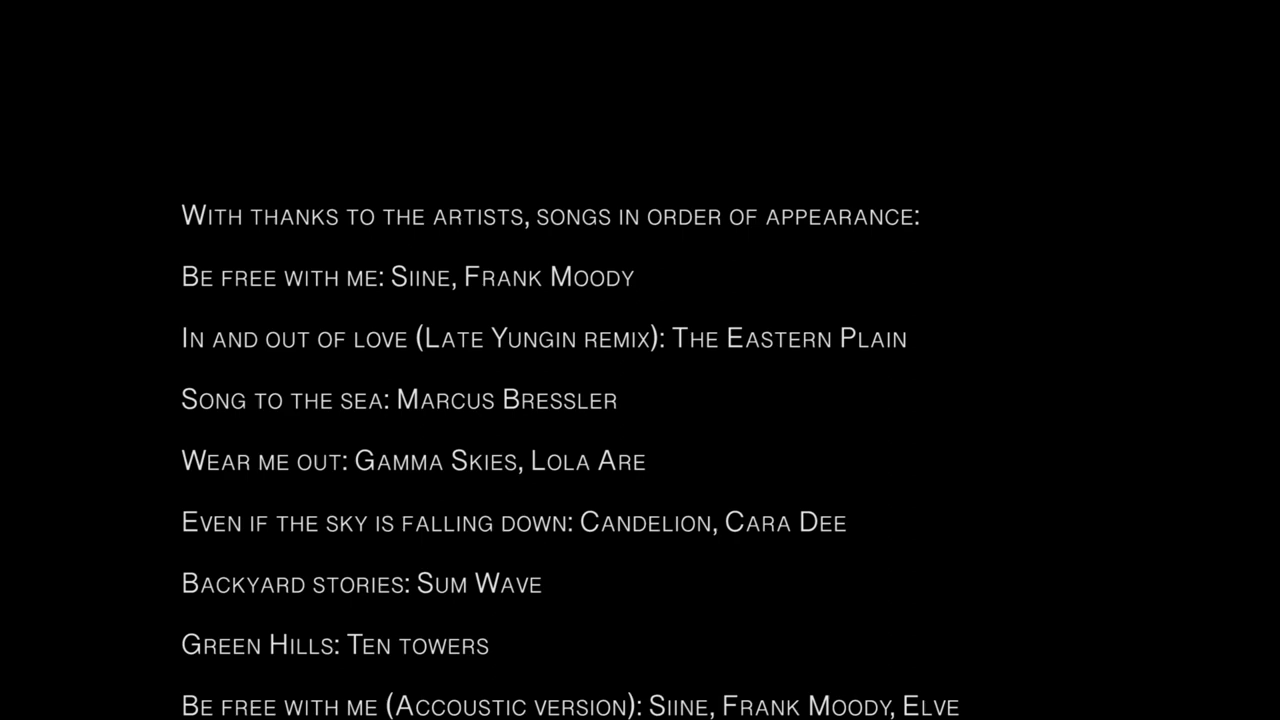 With thanks to the artists, songs in order of appearance:
Be free with me: Siine, Frank Moody
In and out of love (Late Yungin remix): The Eastern Plain
Song to the sea: Marcus Bressler
Wear me out: Gamma Skies, Lola Are
Even if the sky is falling down: Candelion, Cara Dee
Backyard stories: Sum Wave
Green Hills: Ten towers
Be free with me (Accoustic version): Siine, Frank Moody, Elve